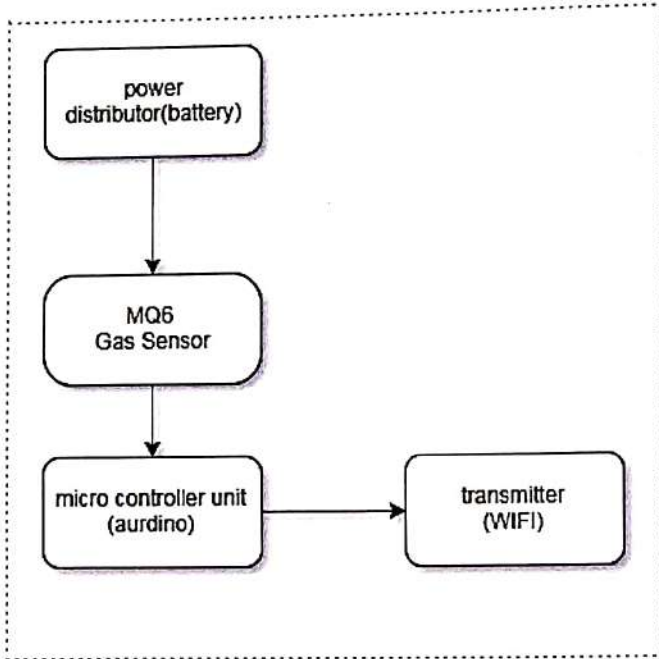 power
distributor(battery)
MQ6
Gas Sensor
micro controller unit
(aurdino)
transmitter
(WIFI)